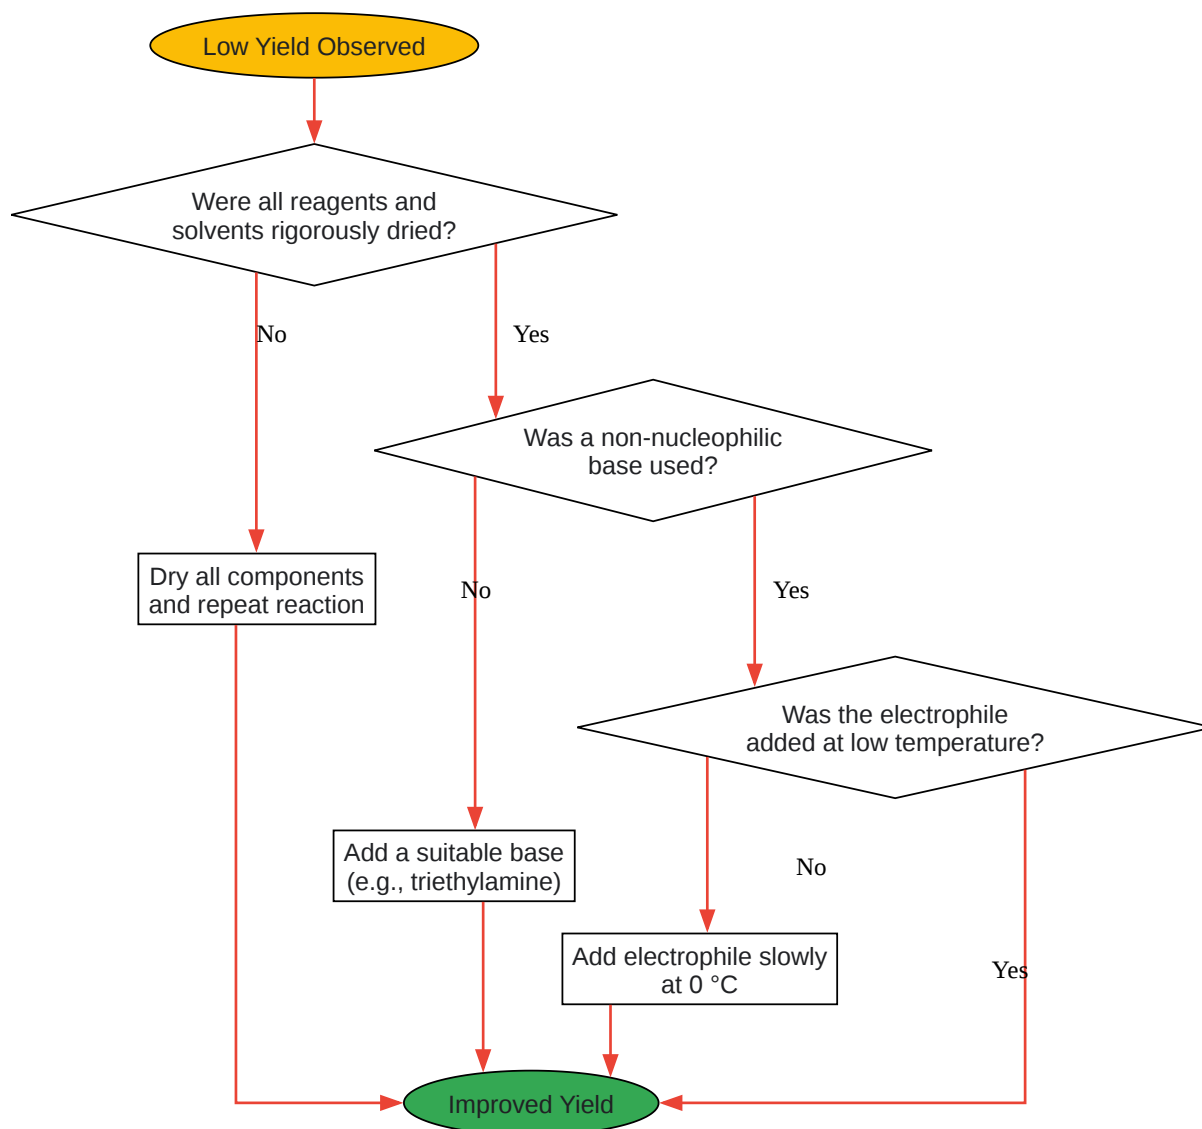 Low Yield Observed
Were all reagents and
solvents rigorously dried?
No
Yes
Was a non-nucleophilic
base used?
Dry all components
and repeat reaction
No
Yes
Was the electrophile
added at low temperature?
Add a suitable base
(e.g., triethylamine)
No
Add electrophile slowly
at 0 °C
Yes
Improved Yield